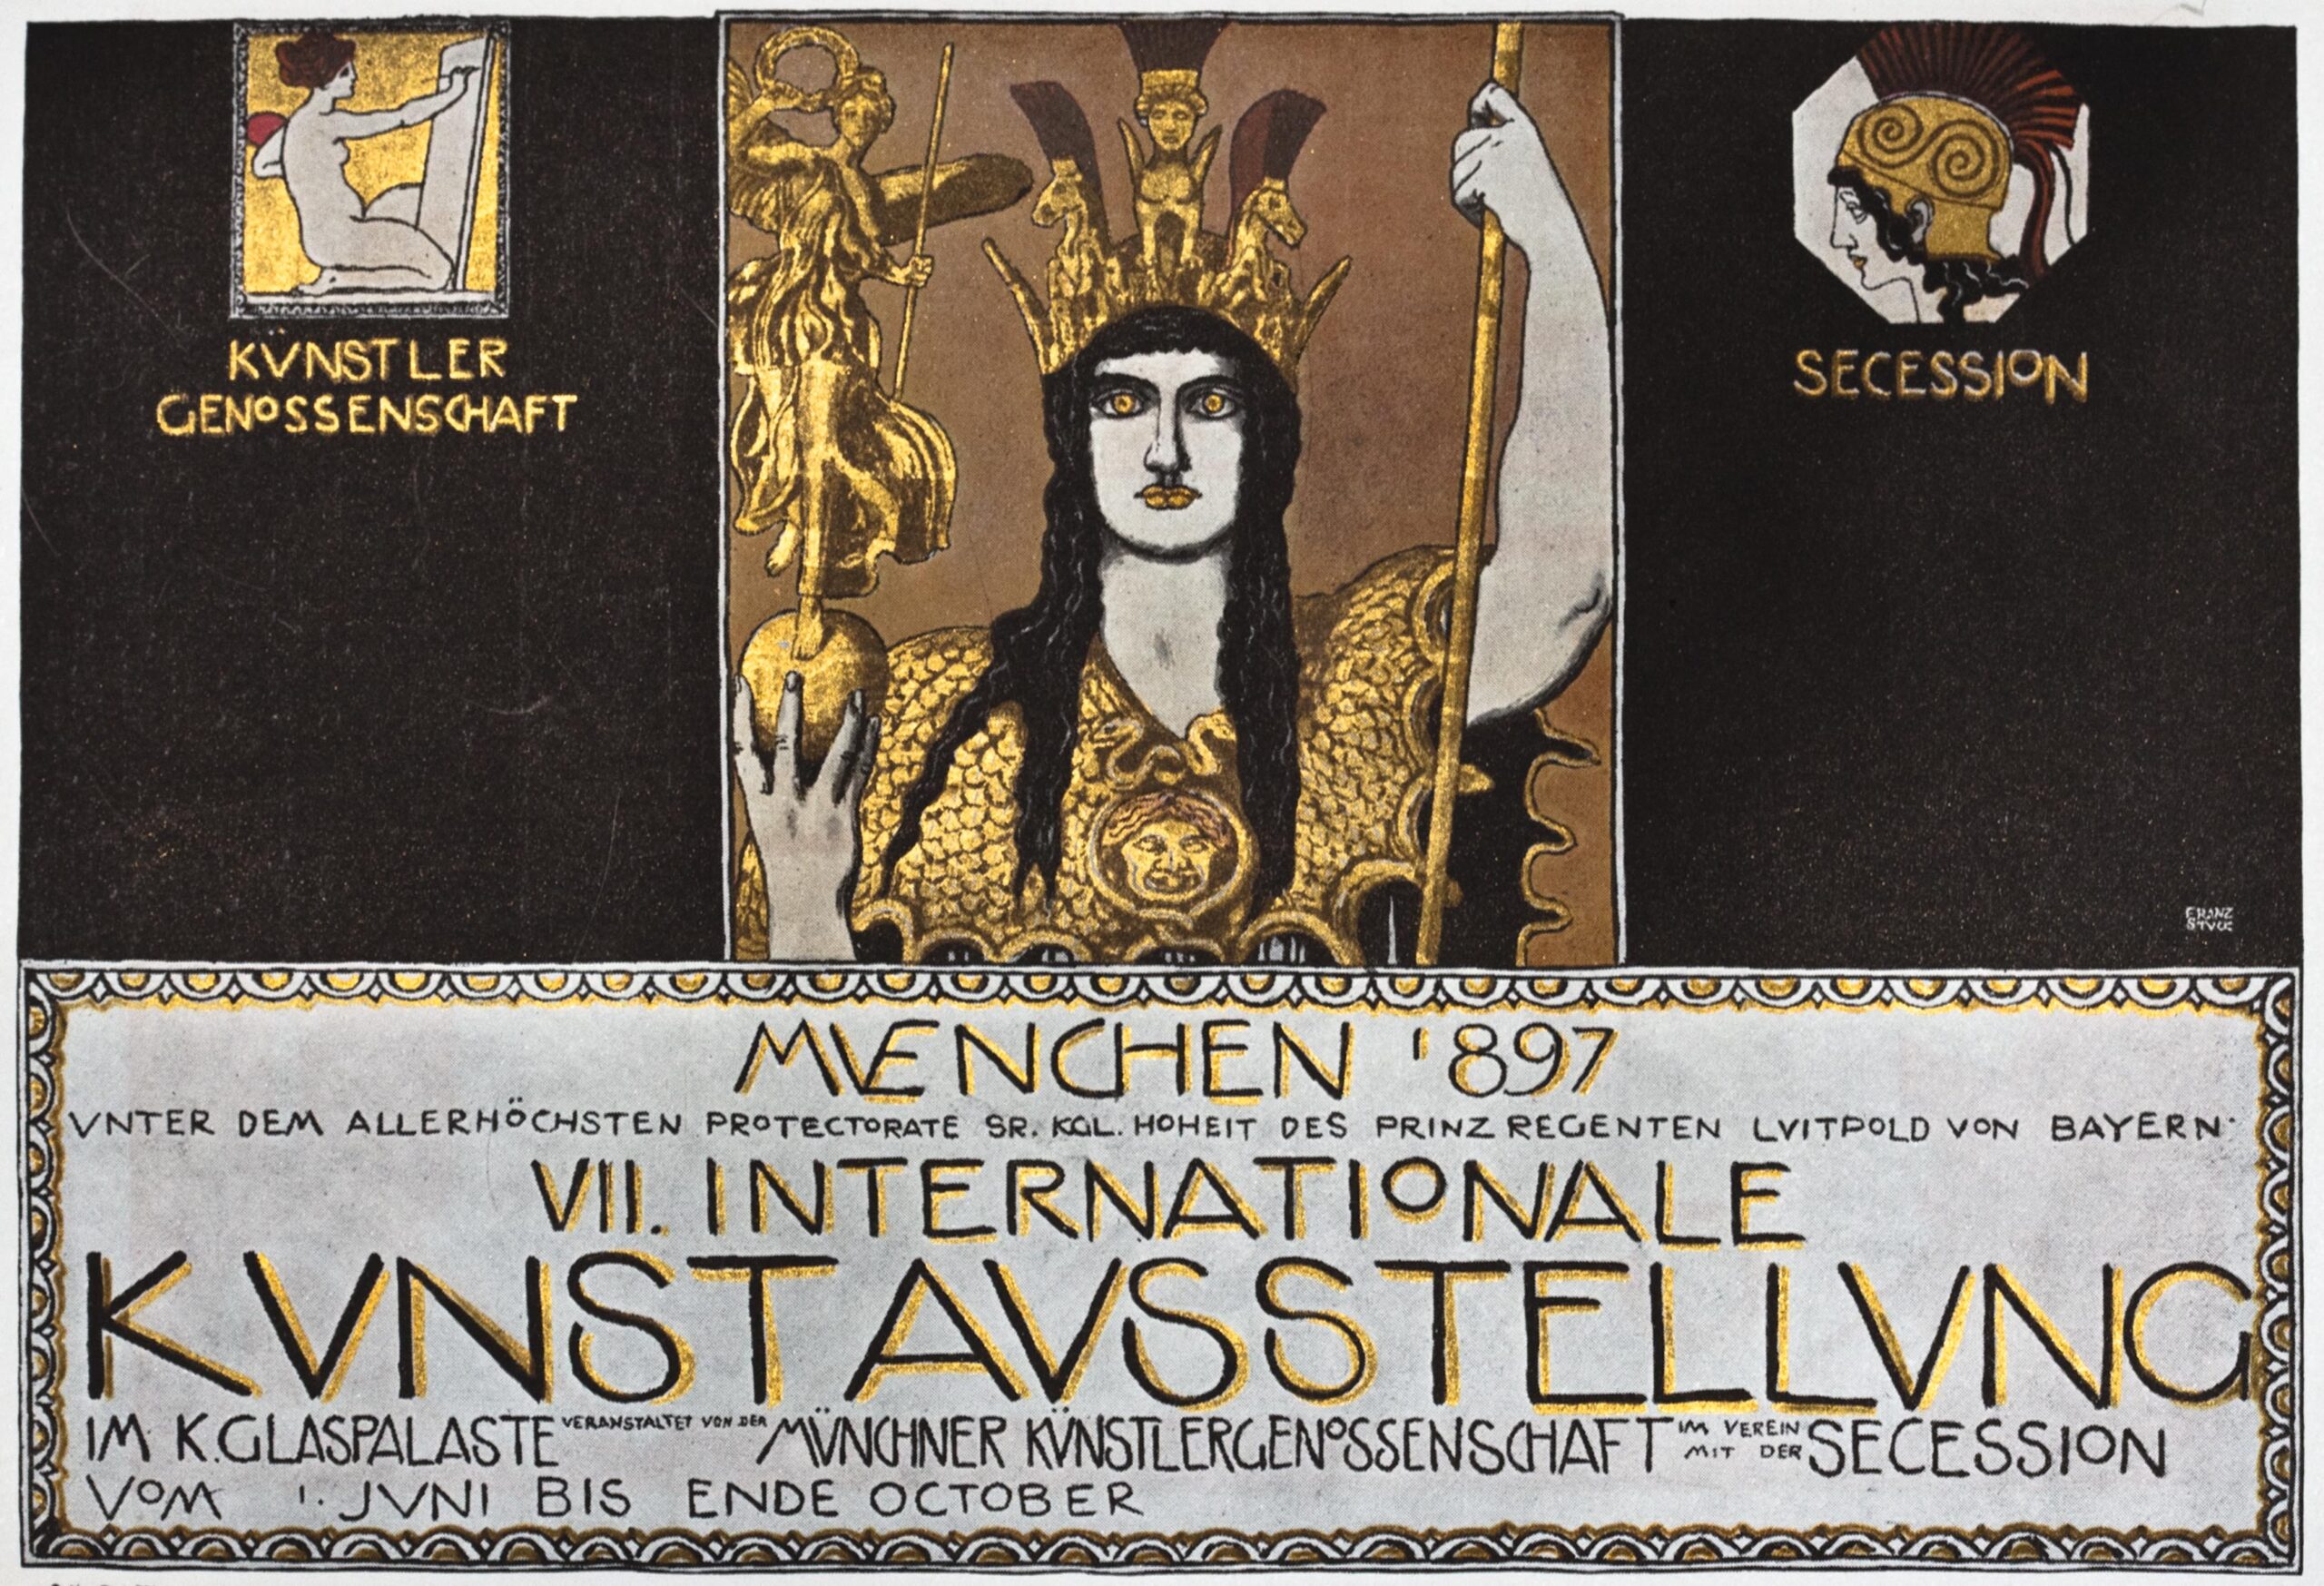 KVNSTLER
GENOSSENSCHAFT
SECESSION
FRANZ
STVCK
MVENCHEN 1897
VNTER DEM ALLERHÖCHSTEN PROTECTORATE SR. KGL. HOHEIT DES PRINZREGENTEN LVITPOLD VON BAYERN·
VII. INTERNATIONALE
KVNSTAVSSTELLVNG
IM K. GLASPALASTE VERANSTALTET VON DER MÜNCHNER KÜNSTLERGENOSSENSCHAFT IM VEREIN MIT DER SECESSION
VOM 1. JVNI BIS ENDE OCTOBER